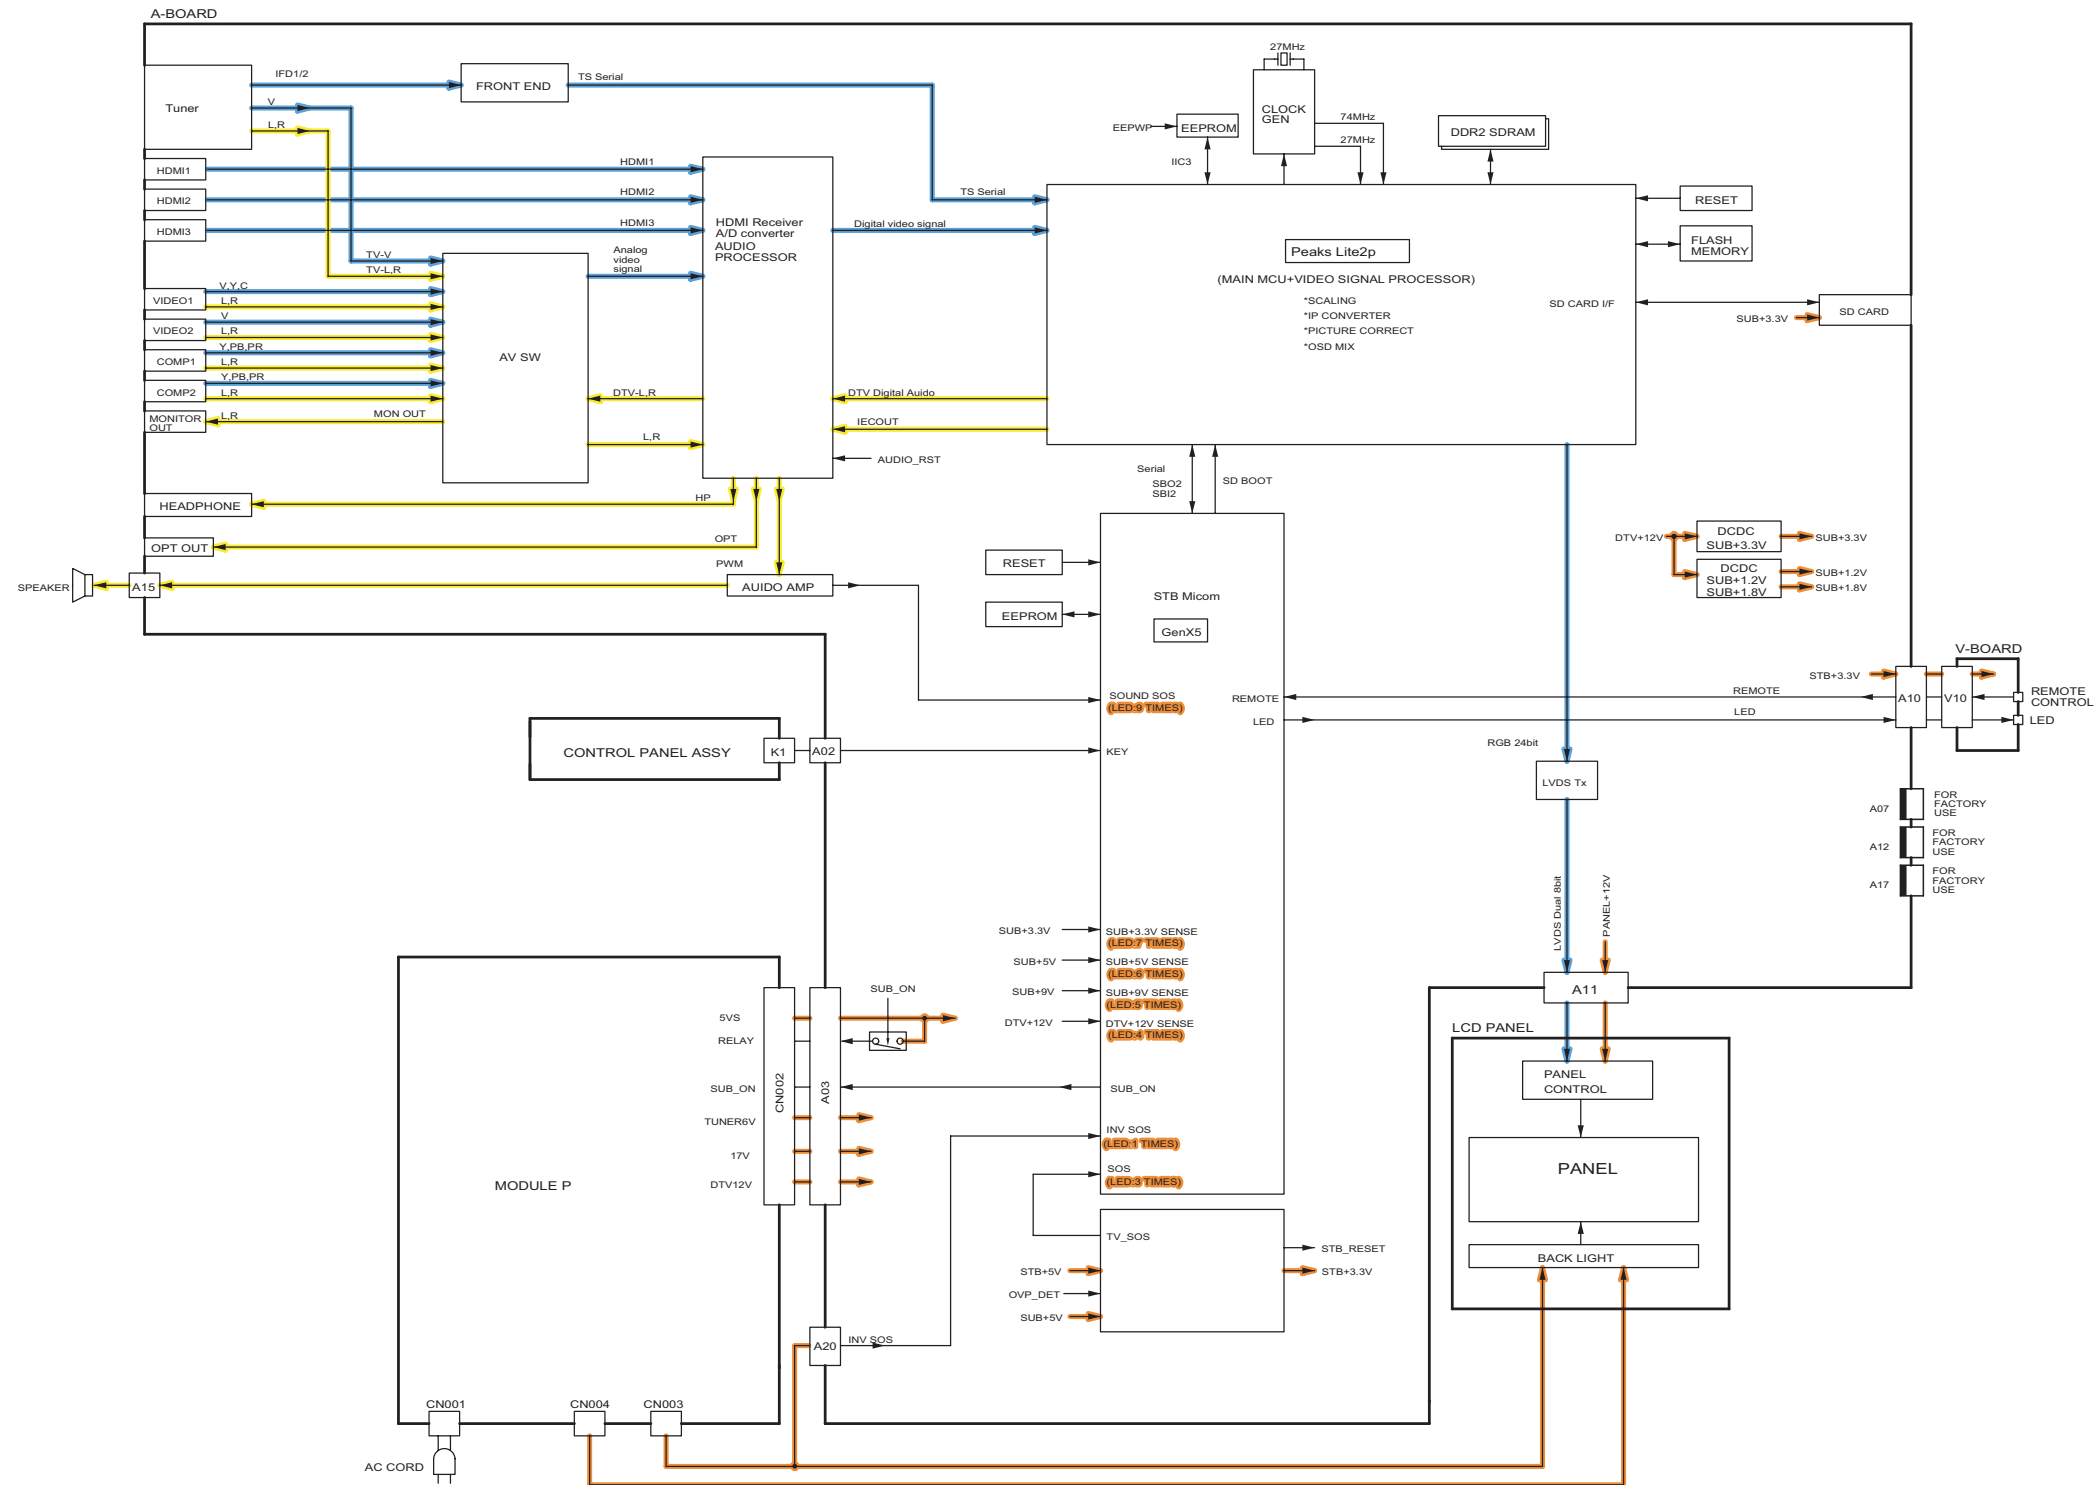 A-BOARD
Tuner
IFD1/2
V
L,R
FRONT END
TS Serial
27MHz
CLOCK
GEN
74MHz
27MHz
EEPWP
EEPROM
IIC3
DDR2 SDRAM
HDMI1
HDMI2
HDMI3
HDMI1
HDMI2
HDMI3
TS Serial
Digital video signal
HDMI Receiver
A/D converter
AUDIO
PROCESSOR
Analog
video
signal
TV-V
TV-L,R
VIDEO1
V,Y,C
L,R
VIDEO2
V
L,R
COMP1
Y,PB,PR
L,R
COMP2
Y,PB,PR
L,R
MONITOR
OUT
L,R
MON OUT
AV SW
DTV-L,R
L,R
DTV Digital Auido
IECOUT
AUDIO_RST
Peaks Lite2p
(MAIN MCU+VIDEO SIGNAL PROCESSOR)
*SCALING
*IP CONVERTER
*PICTURE CORRECT
*OSD MIX
RESET
FLASH
MEMORY
SD CARD I/F
SD CARD
SUB+3.3V
HEADPHONE
HP
OPT OUT
OPT
PWM
SPEAKER
A15
AUIDO AMP
Serial
SBO2
SBI2
SD BOOT
RESET
EEPROM
STB Micom
GenX5
DTV+12V
DCDC
SUB+3.3V
SUB+3.3V
DCDC
SUB+1.2V
SUB+1.8V
SUB+1.2V
SUB+1.8V
V-BOARD
STB+3.3V
A10
V10
REMOTE
CONTROL
LED
SOUND SOS
(LED:9 TIMES)
REMOTE
REMOTE
LED
LED
CONTROL PANEL ASSY
K1
A02
KEY
RGB 24bit
LVDS Tx
A07
FOR
FACTORY
USE
A12
FOR
FACTORY
USE
A17
FOR
FACTORY
USE
LVDS Dual 8bit
PANEL+12V
SUB+3.3V
SUB+3.3V SENSE
(LED:7 TIMES)
SUB+5V
SUB+5V SENSE
(LED:6 TIMES)
SUB+9V
SUB+9V SENSE
(LED:5 TIMES)
DTV+12V
DTV+12V SENSE
(LED:4 TIMES)
A11
LCD PANEL
PANEL
CONTROL
PANEL
BACK LIGHT
SUB_ON
5VS
RELAY
SUB_ON
TUNER6V
17V
DTV12V
CN002
A03
SUB_ON
INV SOS
(LED:1 TIMES)
SOS
(LED:3 TIMES)
MODULE P
TV_SOS
STB+5V
OVP_DET
SUB+5V
STB_RESET
STB+3.3V
A20
INV SOS
CN001
CN004
CN003
AC CORD